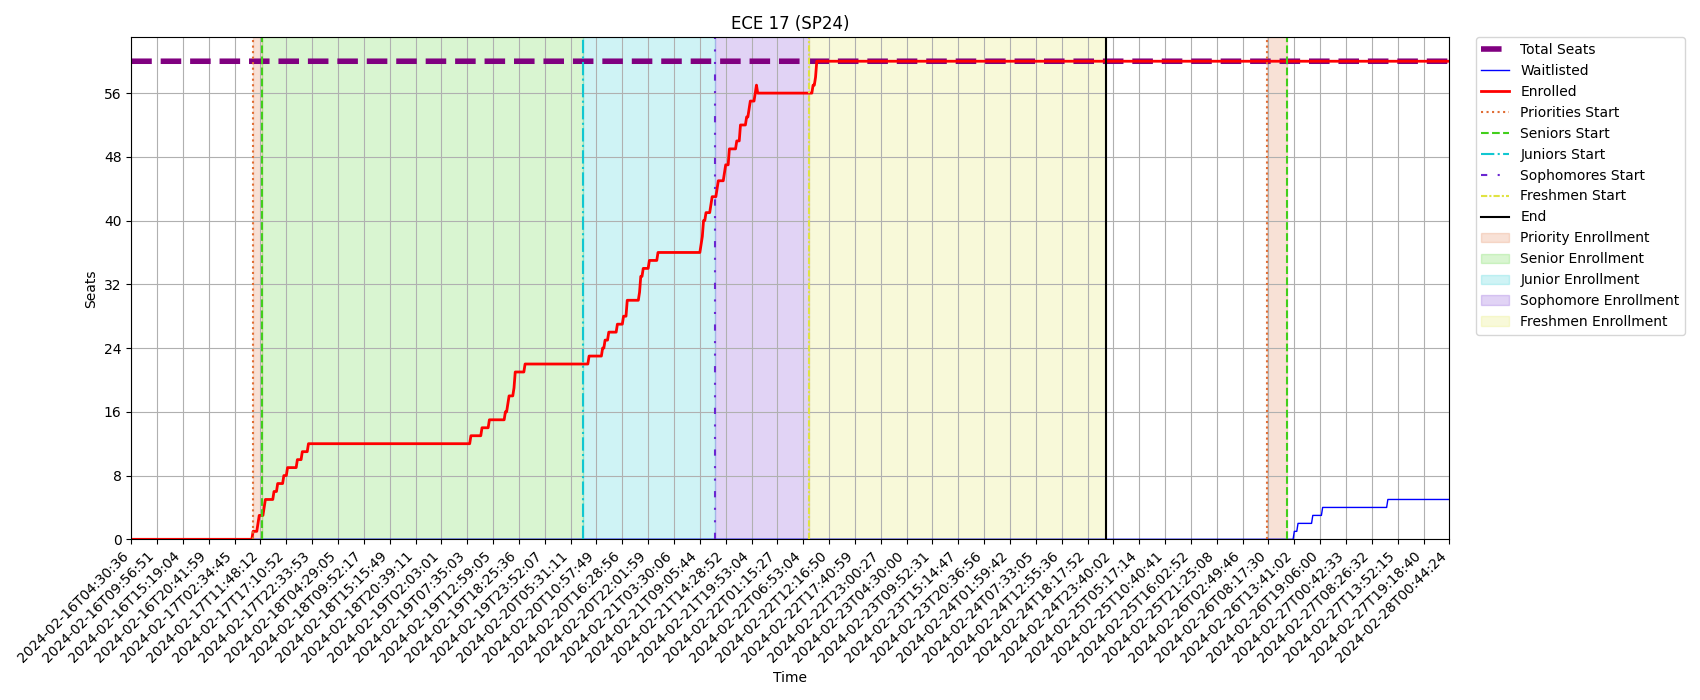 ECE 17 (SP24)
Total Seats
Waitlisted
Enrolled
Priorities Start
Seniors Start
Juniors Start
Sophomores Start
Freshmen Start
End
Priority Enrollment
Senior Enrollment
Junior Enrollment
Sophomore Enrollment
Freshmen Enrollment
Seats
56
48
40
32
24
16
8
0
2024-02-16T04:30:36
2024-02-16T09:56:51
2024-02-16T15:19:04
2024-02-16T20:41:59
2024-02-17T02:34:45
2024-02-17T11:48:12
2024-02-17T17:10:52
2024-02-17T22:33:53
2024-02-18T04:29:05
2024-02-18T09:52:17
2024-02-18T15:15:49
2024-02-18T20:39:11
2024-02-19T02:03:01
2024-02-19T07:35:03
2024-02-19T12:59:05
2024-02-19T18:25:36
2024-02-19T23:52:07
2024-02-20T05:31:11
2024-02-20T10:57:49
2024-02-20T16:28:56
2024-02-20T22:01:59
2024-02-21T03:30:06
2024-02-21T09:05:44
2024-02-21T14:28:52
2024-02-21T19:53:04
2024-02-22T01:15:27
2024-02-22T06:53:04
2024-02-22T12:16:50
2024-02-22T17:40:59
2024-02-22T23:00:27
2024-02-23T04:30:00
2024-02-23T09:52:31
2024-02-23T15:14:47
2024-02-23T20:36:56
2024-02-24T01:59:42
2024-02-24T07:33:05
2024-02-24T12:55:36
2024-02-24T18:17:52
2024-02-24T23:40:02
2024-02-25T05:17:14
2024-02-25T10:40:41
2024-02-25T16:02:52
2024-02-25T21:25:08
2024-02-26T02:49:46
2024-02-26T08:17:30
2024-02-26T13:41:02
2024-02-26T19:06:00
2024-02-27T00:42:33
2024-02-27T08:26:32
2024-02-27T13:52:15
2024-02-27T19:18:40
2024-02-28T00:44:24
Time